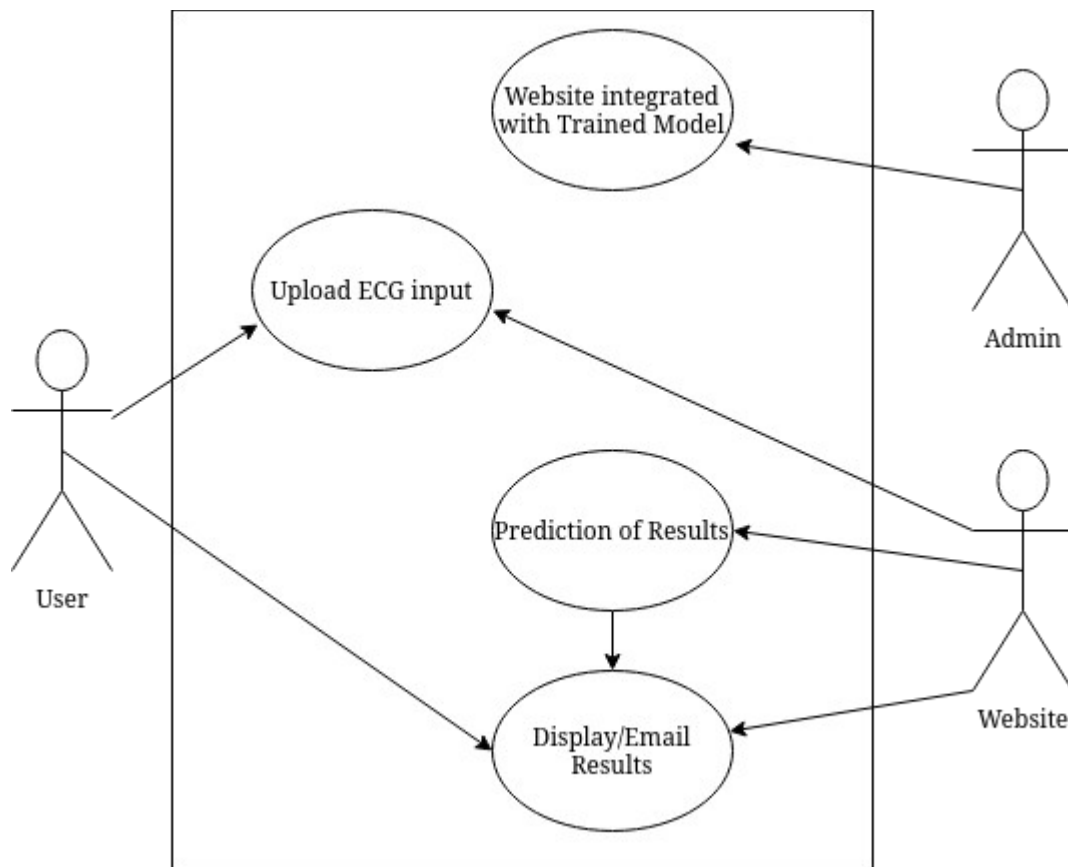 Website integrated
with Trained Model
Upload ECG input
Admin
Prediction of Results
User
Display/Email
Results
Website